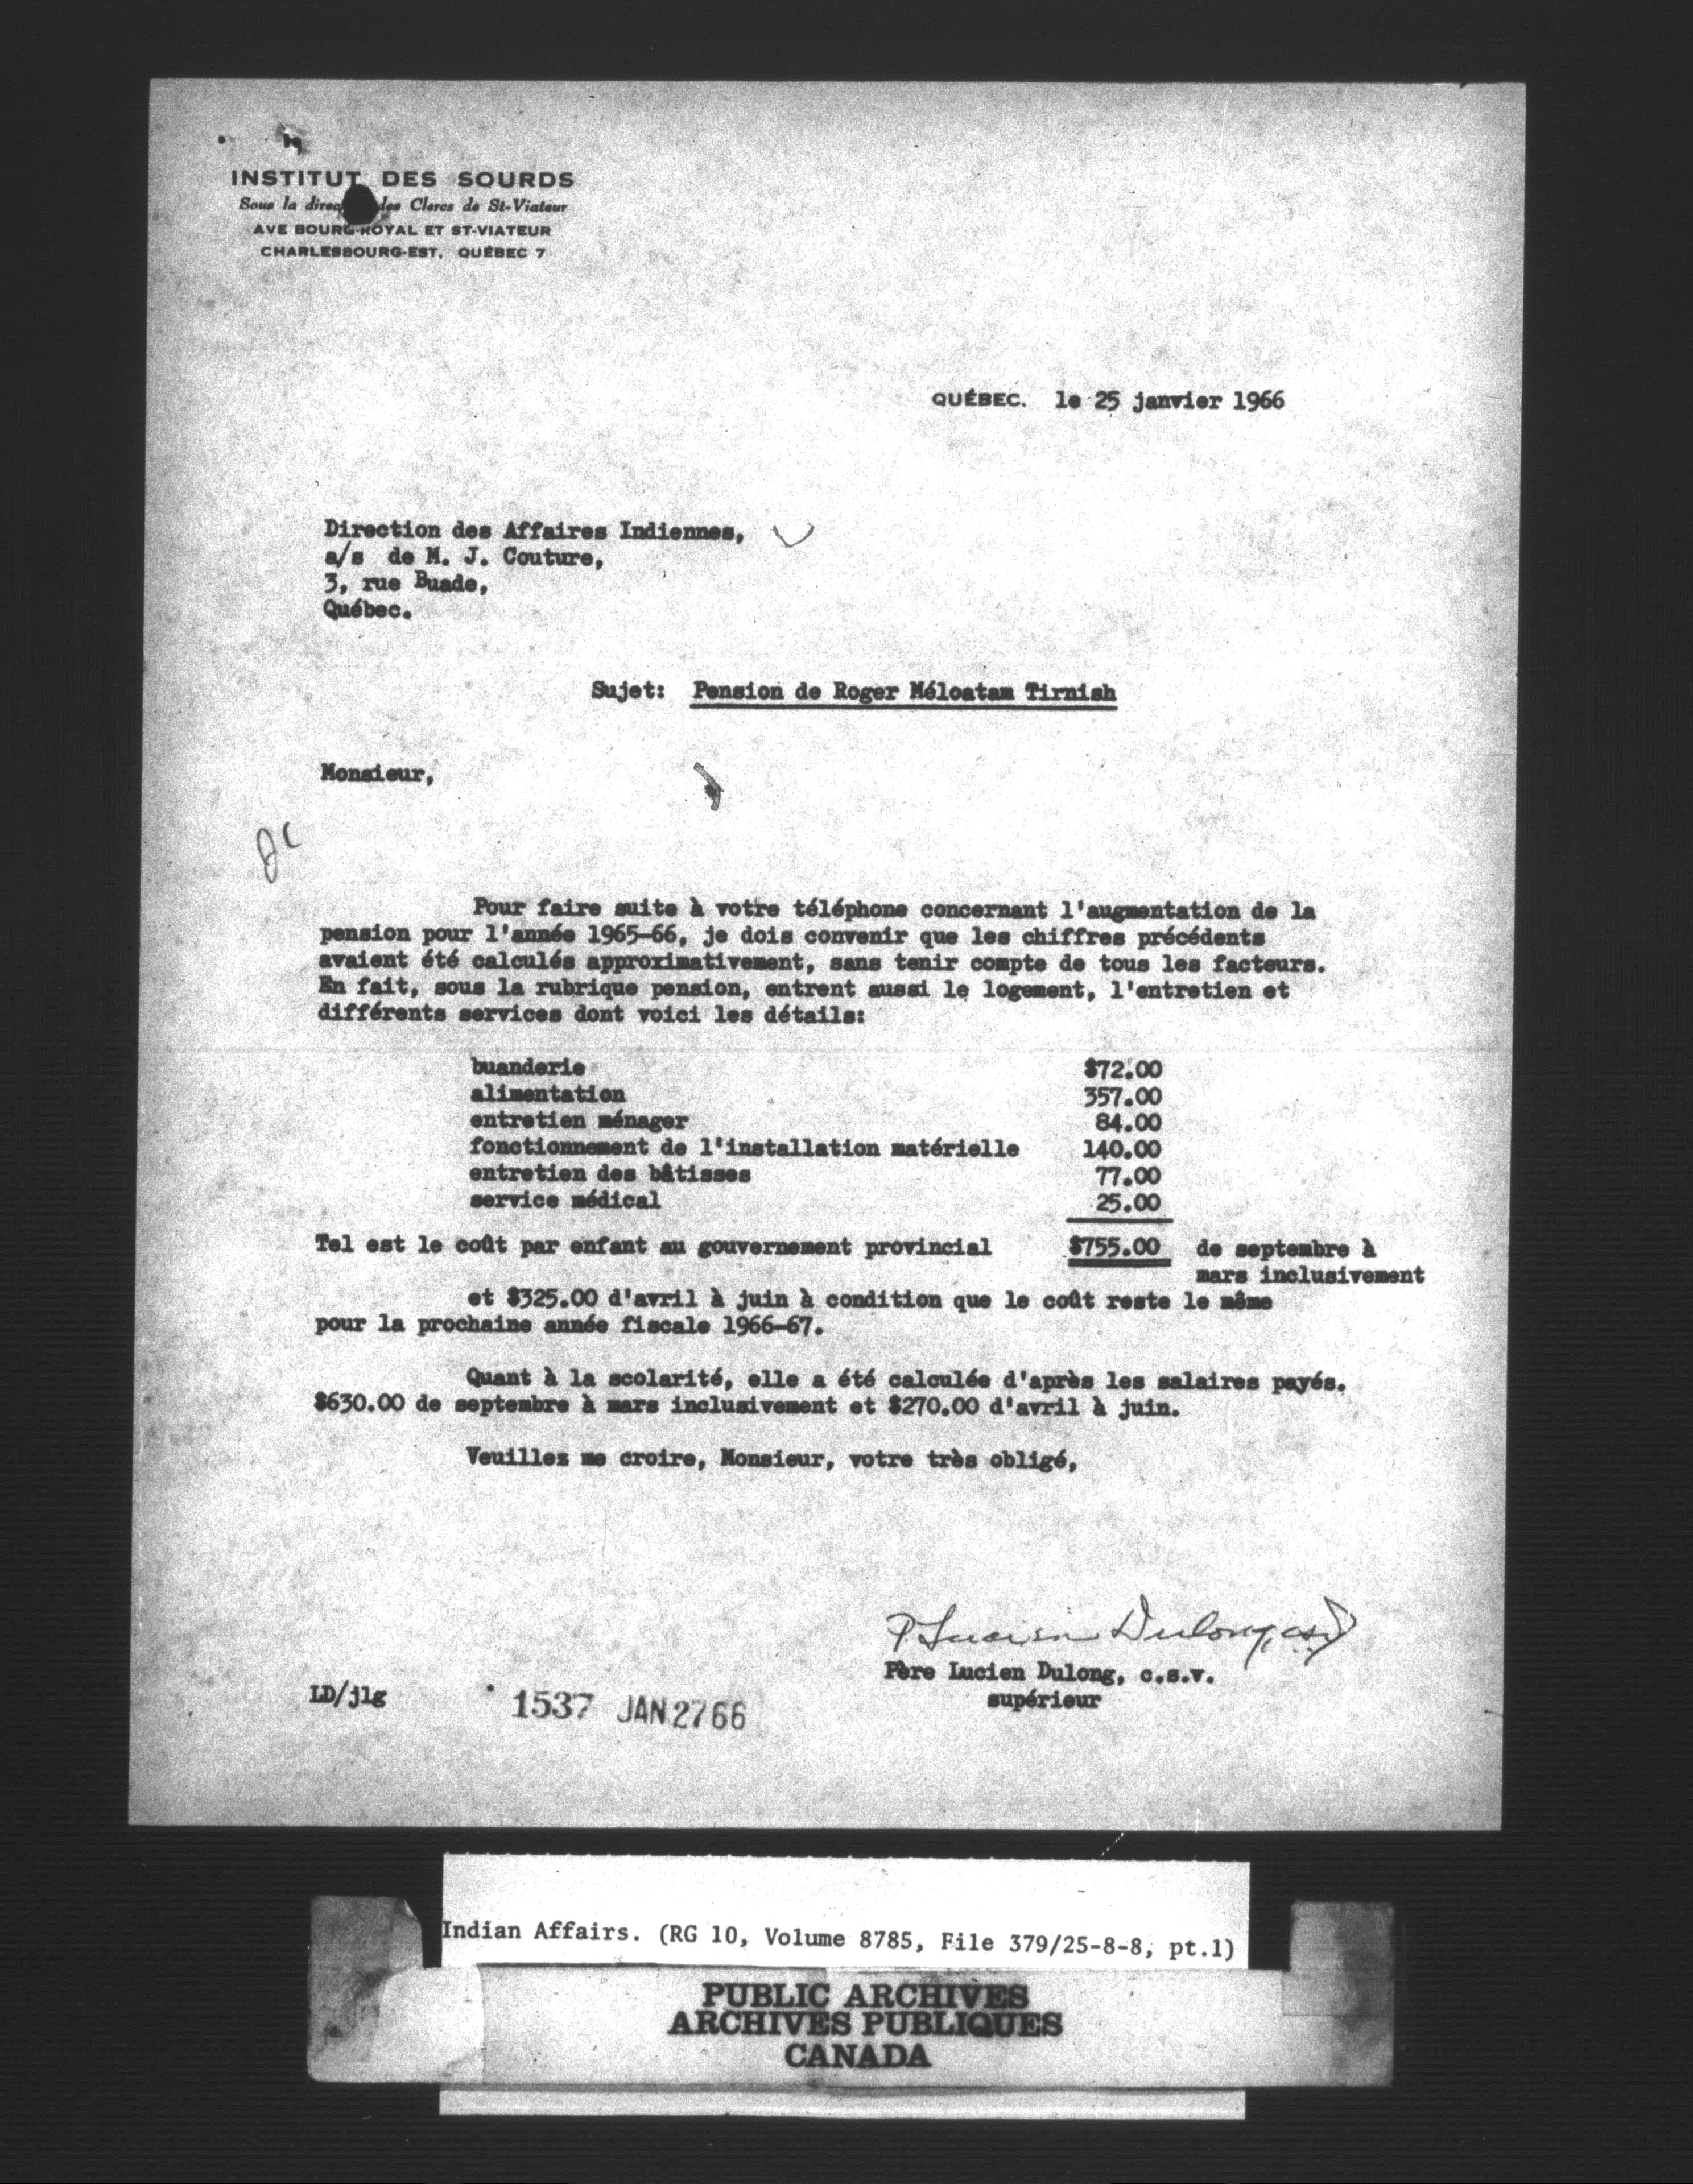 INSTITUT DES SOURDS
Sous la direc des Clercs de St-Viateur
AVE BOURG-ROYAL ET ST-VIATEUR
CHARLESBOURG-EST, QUÉBEC 7
QUÉBEC. le 25 janvier 1966
Direction des Affaires Indiennes,
a/s de M. J. Couture,
3, rue Buade,
Québec.
Sujet: Pension de Roger Méloatam Tirnish
Monsieur,
Pour faire suite à votre téléphone concernant l'augmentation de la
pension pour l'année 1965-66, je dois convenir que les chiffres précédents
avaient été calculés approximativement, sans tenir compte de tous les facteurs.
En fait, sous la rubrique pension, entrent aussi le logement, l'entretien et
différents services dont voici les détails:
buanderie $72.00
alimentation 357.00
entretien ménager 84.00
fonctionnement de l'installation matérielle 140.00
entretien des bâtisses 77.00
service médical 25.00
Tel est le coût par enfant au gouvernement provincial $755.00 de septembre à
mars inclusivement
et $325.00 d'avril à juin à condition que le coût reste le même
pour la prochaine année fiscale 1966-67.
Quant à la scolarité, elle a été calculée d'après les salaires payés.
$630.00 de septembre à mars inclusivement et $270.00 d'avril à juin.
Veuillez me croire, Monsieur, votre très obligé,
P. Lucien Dulong, csv
Père Lucien Dulong, c.s.v.
supérieur
LD/jlg
1537 JAN 27 66
Indian Affairs. (RG 10, Volume 8785, File 379/25-8-8, pt.1)
PUBLIC ARCHIVES
ARCHIVES PUBLIQUES
CANADA